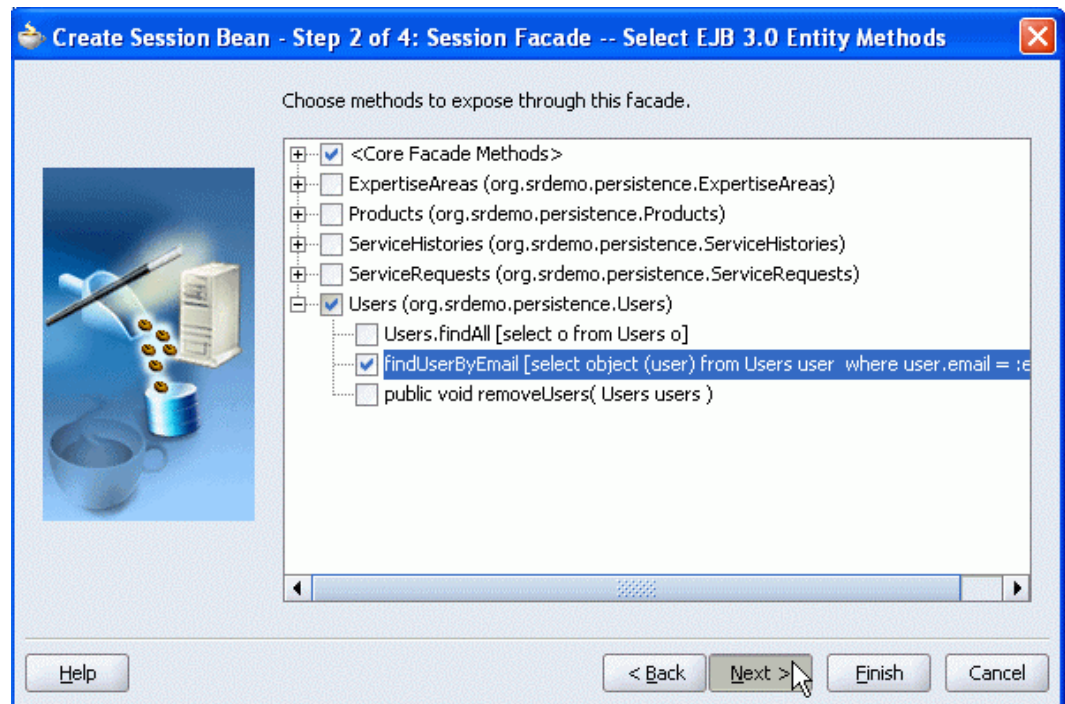 Create Session Bean - Step 2 of 4: Session Facade -- Select EJB 3.0 Entity Methods
Choose methods to expose through this facade.
<Core Facade Methods>
ExpertiseAreas (org.srdemo.persistence.ExpertiseAreas)
Products (org.srdemo.persistence.Products)
ServiceHistories (org.srdemo.persistence.ServiceHistories)
ServiceRequests (org.srdemo.persistence.ServiceRequests)
Users (org.srdemo.persistence.Users)
Users.findAll [select o from Users o]
findUserByEmail [select object (user) from Users user  where user.email = :e
public void removeUsers( Users users )
Help < Back Next > Finish Cancel